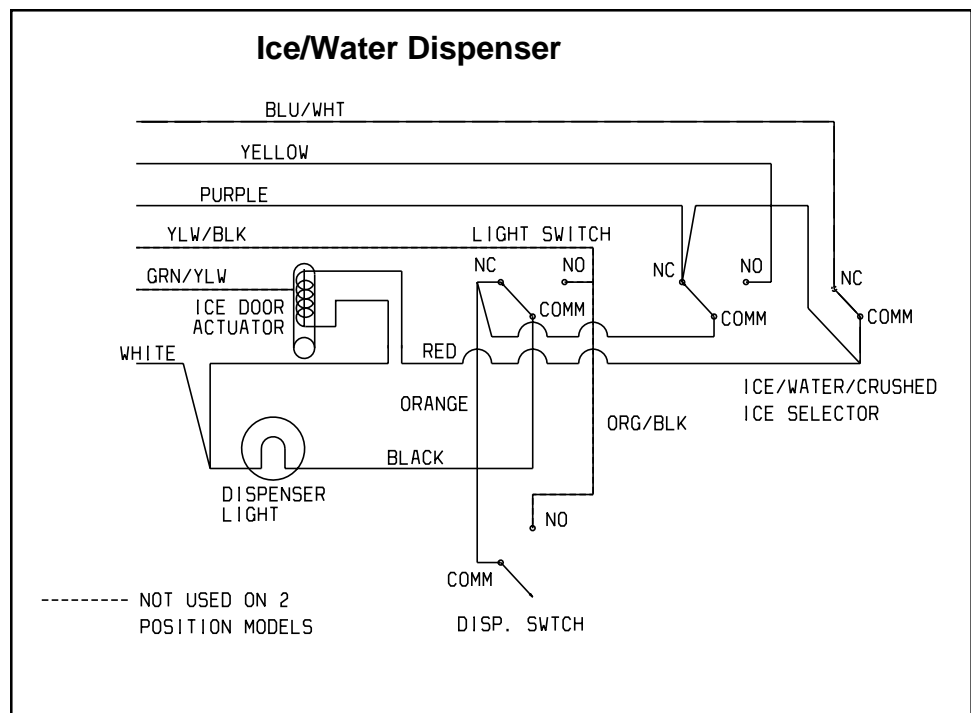 Ice/Water Dispenser
BLU/WHT
YELLOW
PURPLE
YLW/BLK
LIGHT SWITCH
GRN/YLW
NC
NO
NC
NO
NC
ICE DOOR
ACTUATOR
COMM
COMM
COMM
WHITE
RED
ICE/WATER/CRUSHED
ICE SELECTOR
ORANGE
ORG/BLK
BLACK
DISPENSER
LIGHT
NO
COMM
DISP. SWTCH
NOT USED ON 2
POSITION MODELS